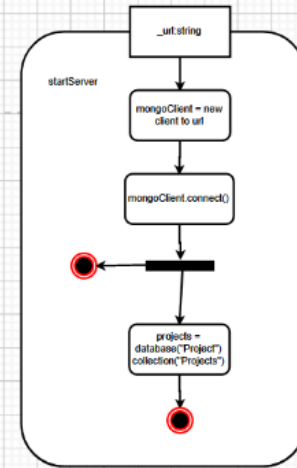 _url:string
startServer
mongoClient = new
client to url
mongoClient.connect()
projects =
database("Project")
collection("Projects")